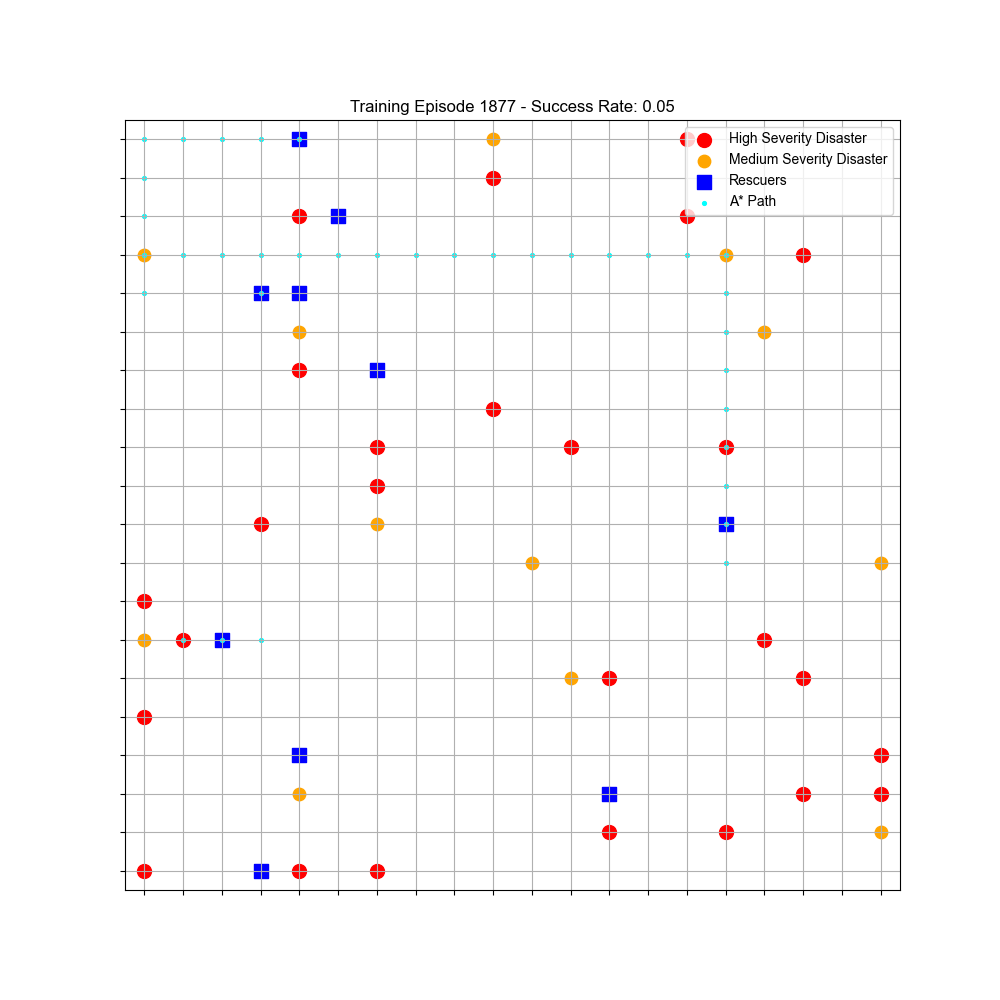 Training Episode 1877 - Success Rate: 0.05
High Severity Disaster
Medium Severity Disaster
Rescuers
A* Path